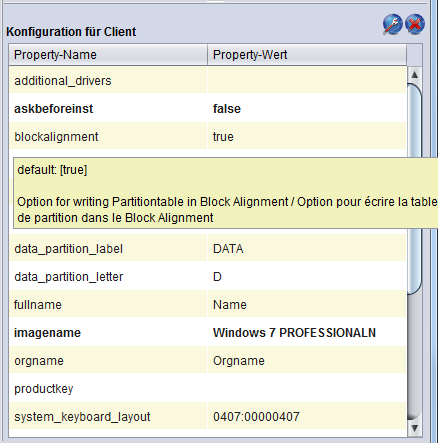 Konfiguration für Client
Property-Name Property-Wert
additional_drivers
askbeforeinst false
blockalignment true
default: [true]
Option for writing Partitiontable in Block Alignment / Option pour écrire la table
de partition dans le Block Alignment
data_partition_label DATA
data_partition_letter D
fullname Name
imagename Windows 7 PROFESSIONALN
orgname Orgname
productkey
system_keyboard_layout 0407:00000407